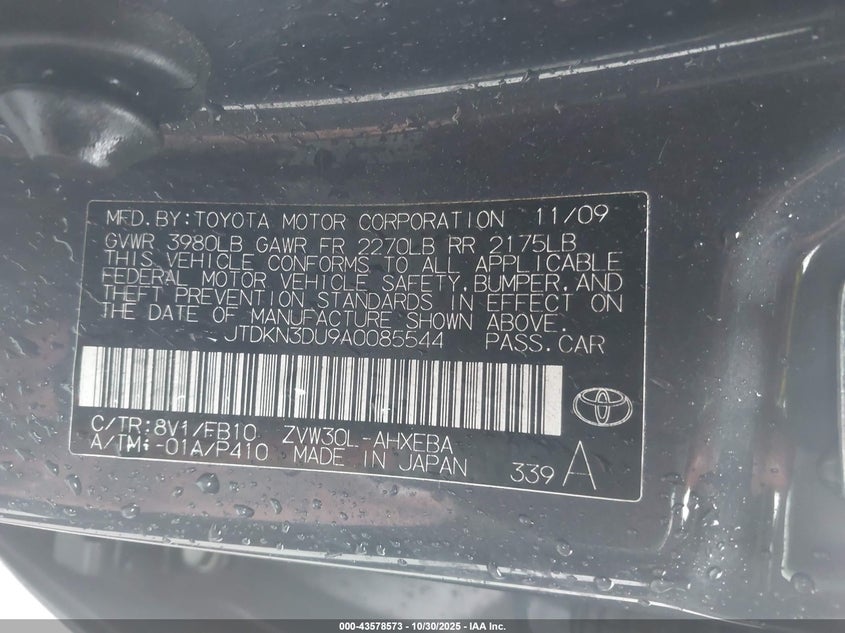 MFD.BY:TOYOTA MOTOR CORPORATION 11/09
GVWR 3980LB GAWR FR 2270LB RR 2175LB
THIS VEHICLE CONFORMS TO ALL APPLICABLE
FEDERAL MOTOR VEHICLE SAFETY,BUMPER,AND
THEFT PREVENTION STANDARDS IN EFFECT ON
THE DATE OF MANUFACTURE SHOWN ABOVE.
JTDKN3DU9A0085544 PASS.CAR
C/TR:8V1/FB10 ZVW30L-AHXEBA
A/TM:-01A/P410 MADE IN JAPAN 339 A
000-43578573 - 10/30/2025 - IAA Inc.